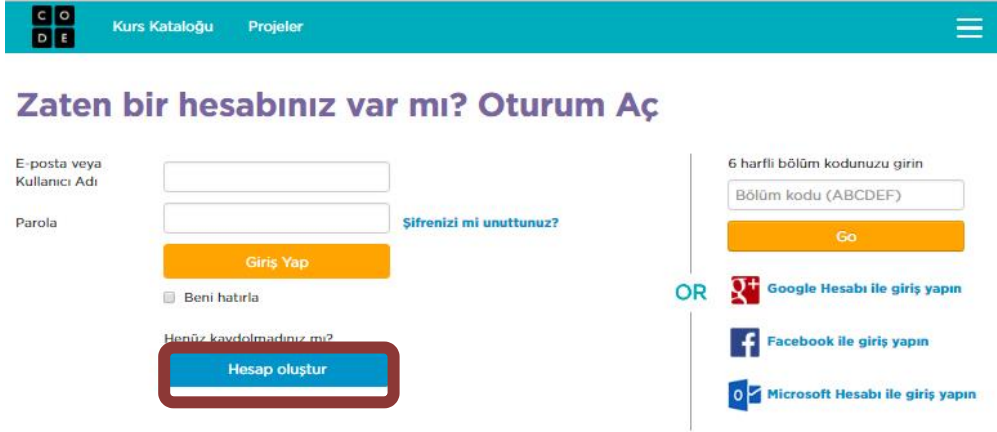 C O
D E
Kurs Kataloğu
Projeler
Zaten bir hesabınız var mı? Oturum Aç
E-posta veya
Kullanıcı Adı
Parola
Şifrenizi mi unuttunuz?
Giriş Yap
Beni hatırla
Henüz kaydolmadınız mı?
Hesap oluştur
OR
6 harfli bölüm kodunuzu girin
Bölüm kodu (ABCDEF)
Go
Google Hesabı ile giriş yapın
Facebook ile giriş yapın
Microsoft Hesabı ile giriş yapın